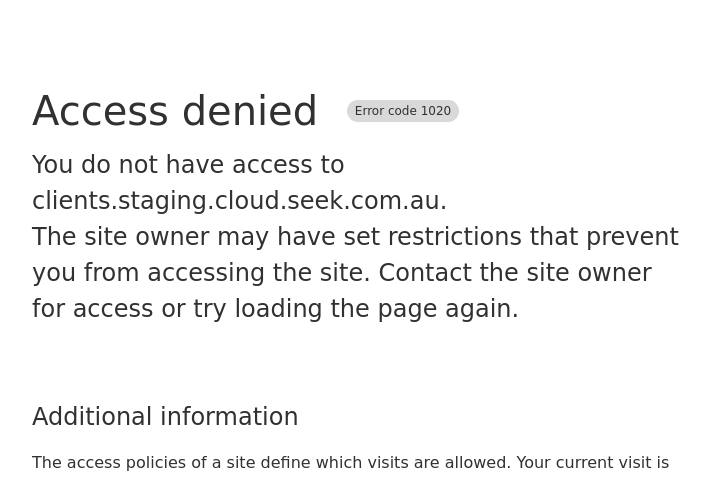 Access denied
Error code 1020
You do not have access to
clients.staging.cloud.seek.com.au.
The site owner may have set restrictions that prevent
you from accessing the site. Contact the site owner
for access or try loading the page again.
Additional information
The access policies of a site define which visits are allowed. Your current visit is